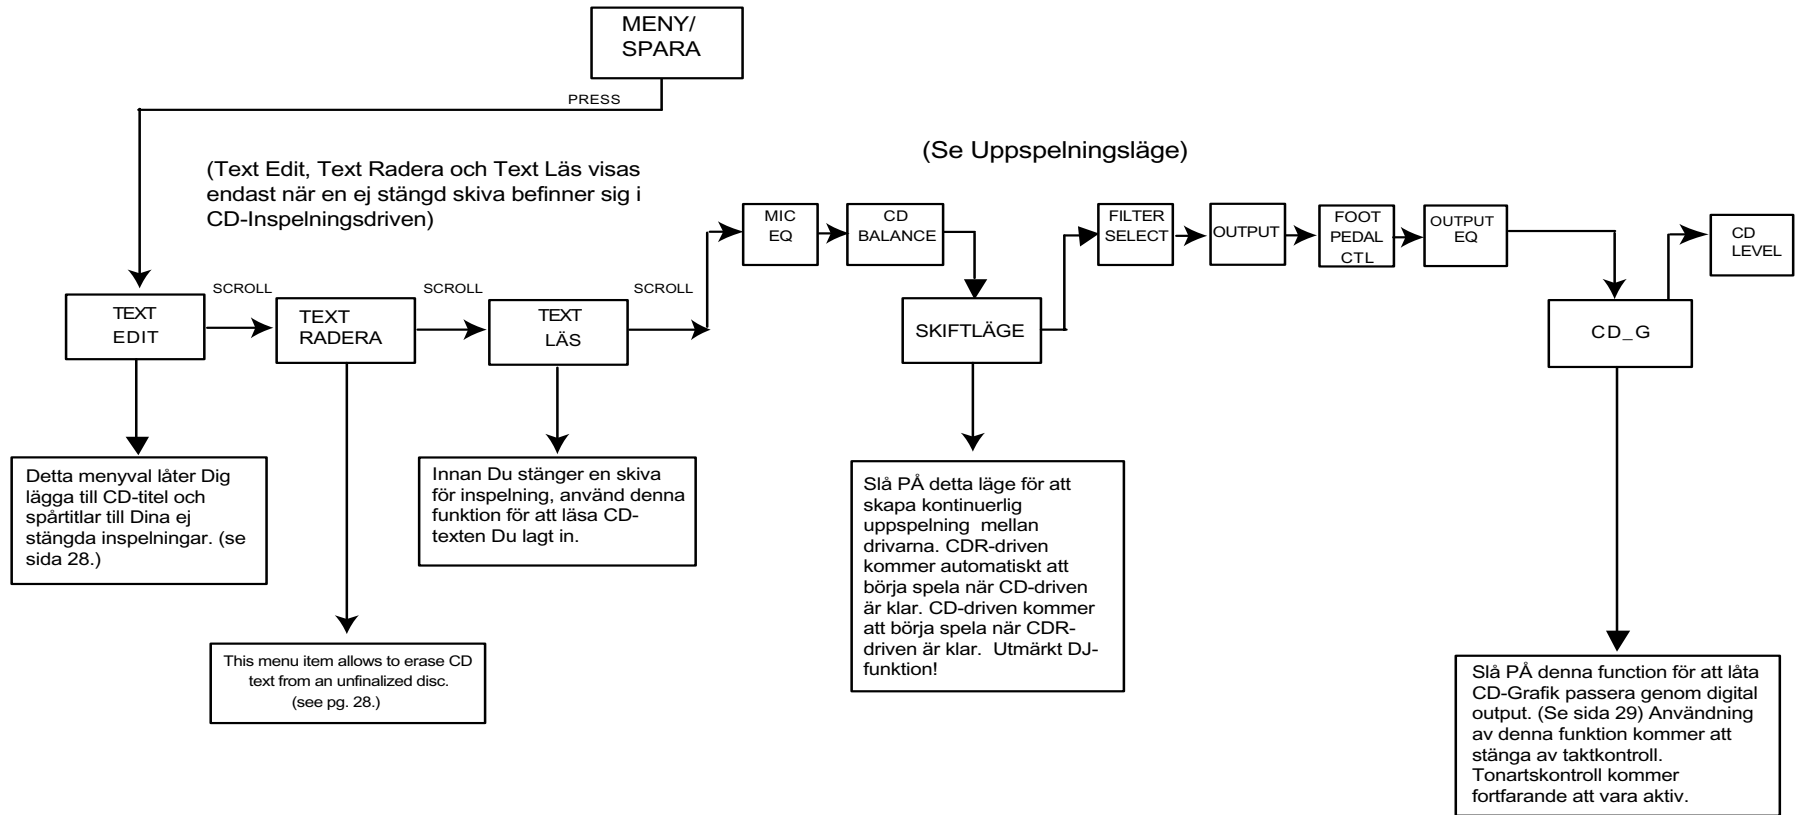 MENY/
SPARA
PRESS
(Text Edit, Text Radera och Text Läs visas
endast när en ej stängd skiva befinner sig i
CD-Inspelningsdriven)
(Se Uppspelningsläge)
TEXT
EDIT
SCROLL
TEXT
RADERA
SCROLL
TEXT
LÄS
SCROLL
MIC
EQ
CD
BALANCE
SKIFTLÄGE
FILTER
SELECT
OUTPUT
FOOT
PEDAL
CTL
OUTPUT
EQ
CD_G
CD
LEVEL
Detta menyval låter Dig
lägga till CD-titel och
spårtitlar till Dina ej
stängda inspelningar. (se
sida 28.)
This menu item allows to erase CD
text from an unfinalized disc.
(see pg. 28.)
Innan Du stänger en skiva
för inspelning, använd denna
funktion för att läsa CD-
texten Du lagt in.
Slå PÅ detta läge för att
skapa kontinuerlig
uppspelning mellan
drivarna. CDR-driven
kommer automatiskt att
börja spela när CD-driven
är klar. CD-driven kommer
att börja spela när CDR-
driven är klar. Utmärkt DJ-
funktion!
Slå PÅ denna function för att låta
CD-Grafik passera genom digital
output. (Se sida 29) Användning
av denna funktion kommer att
stänga av taktkontroll.
Tonartskontroll kommer
fortfarande att vara aktiv.